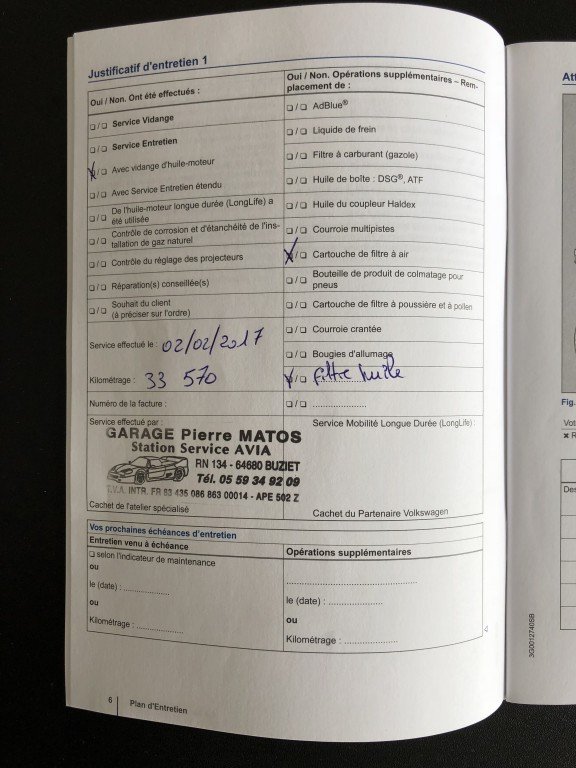 Justificatif d'entretien 1
Oui / Non. Ont été effectués :
❏ / ❏ Service Vidange
❏ / ❏ Service Entretien
❏ / ❏ Avec vidange d'huile-moteur
❏ / ❏ Avec Service Entretien étendu
❏ / ❏ De l'huile-moteur longue durée (LongLife) a
été utilisée
❏ / ❏ Contrôle de corrosion et d'étanchéité de l'ins-
tallation de gaz naturel
❏ / ❏ Contrôle du réglage des projecteurs
❏ / ❏ Réparation(s) conseillée(s)
❏ / ❏ Souhait du client
(à préciser sur l'ordre)
Service effectué le : 02/02/2017
Kilométrage : 33 570
Numéro de la facture :
Oui / Non. Opérations supplémentaires – Rem-
placement de :
❏ / ❏ AdBlue®
❏ / ❏ Liquide de frein
❏ / ❏ Filtre à carburant (gazole)
❏ / ❏ Huile de boîte : DSG®, ATF
❏ / ❏ Huile du coupleur Haldex
❏ / ❏ Courroie multipistes
❏ / ❏ Cartouche de filtre à air
❏ / ❏ Bouteille de produit de colmatage pour
pneus
❏ / ❏ Cartouche de filtre à poussière et à pollen
❏ / ❏ Courroie crantée
❏ / ❏ Bougies d'allumage
❏ / ❏ Filtre huile
❏ / ❏ ....................
Service effectué par :
GARAGE Pierre MATOS
Station Service AVIA
RN 134 - 64680 BUZIET
Tél. 05 59 34 92 09
T.V.A. INTR. FR 83 435 086 863 00014 - APE 502 Z
Cachet de l'atelier spécialisé
Service Mobilité Longue Durée (LongLife) :
Cachet du Partenaire Volkswagen
Vos prochaines échéances d'entretien
Entretien venu à échéance
❏ selon l'indicateur de maintenance
ou
le (date) : .................
ou
Kilométrage : .................
Opérations supplémentaires
................................................
le (date) : ....................
ou
Kilométrage : ....................
6 Plan d'Entretien
Fig.
3G0012740SB